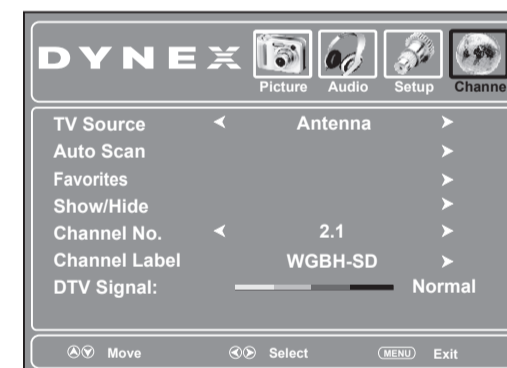 DYNEX
Picture Audio Setup Channe
TV Source Antenna
Auto Scan
Favorites
Show/Hide
Channel No. 2.1
Channel Label WGBH-SD
DTV Signal: Normal
Move Select MENU Exit